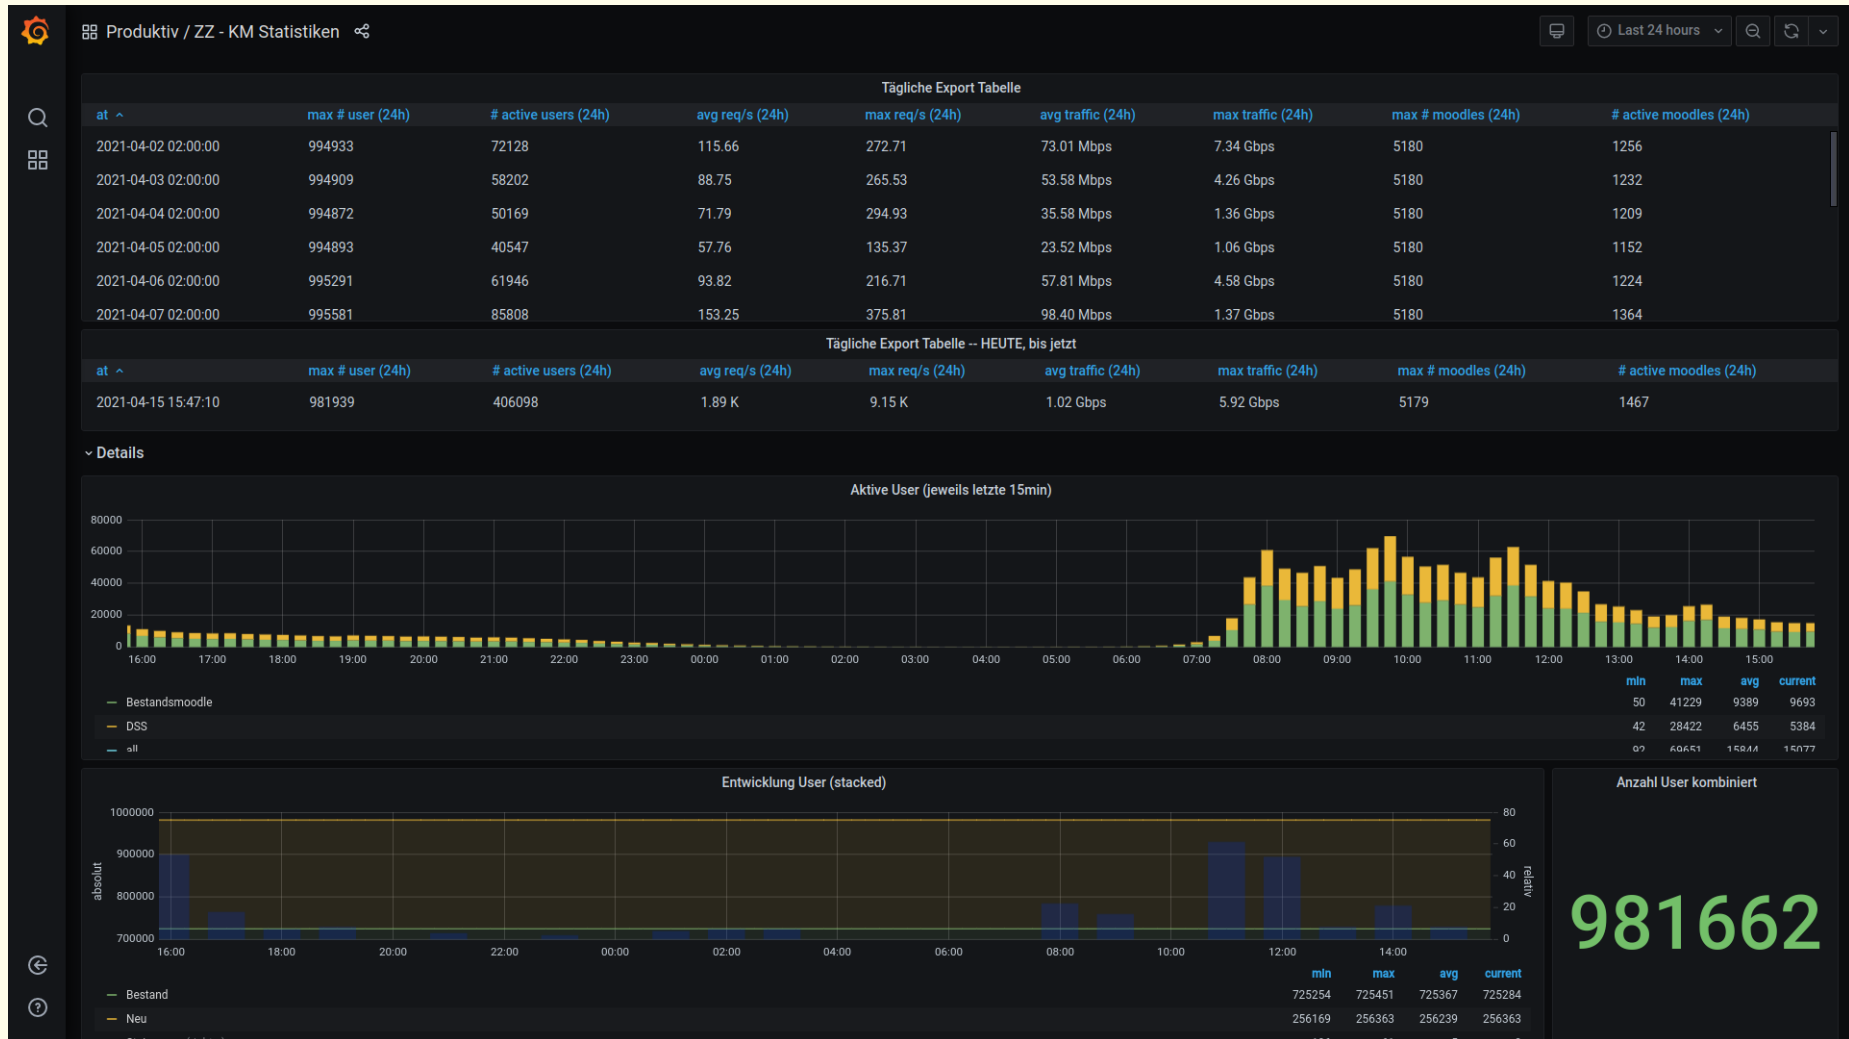 Produktiv / ZZ - KM Statistiken
Last 24 hours
Tägliche Export Tabelle
at max # user (24h) # active users (24h) avg req/s (24h) max req/s (24h) avg traffic (24h) max traffic (24h) max # moodles (24h) # active moodles (24h)
2021-04-02 02:00:00 994933 72128 115.66 272.71 73.01 Mbps 7.34 Gbps 5180 1256
2021-04-03 02:00:00 994909 58202 88.75 265.53 53.58 Mbps 4.26 Gbps 5180 1232
2021-04-04 02:00:00 994872 50169 71.79 294.93 35.58 Mbps 1.36 Gbps 5180 1209
2021-04-05 02:00:00 994893 40547 57.76 135.37 23.52 Mbps 1.06 Gbps 5180 1152
2021-04-06 02:00:00 995291 61946 93.82 216.71 57.81 Mbps 4.58 Gbps 5180 1224
2021-04-07 02:00:00 995581 85808 153.25 375.81 98.40 Mbps 1.37 Gbps 5180 1364
Tägliche Export Tabelle -- HEUTE, bis jetzt
at max # user (24h) # active users (24h) avg req/s (24h) max req/s (24h) avg traffic (24h) max traffic (24h) max # moodles (24h) # active moodles (24h)
2021-04-15 15:47:10 981939 406098 1.89 K 9.15 K 1.02 Gbps 5.92 Gbps 5179 1467
Details
Aktive User (jeweils letzte 15min)
80000
60000
40000
20000
0
16:00 17:00 18:00 19:00 20:00 21:00 22:00 23:00 00:00 01:00 02:00 03:00 04:00 05:00 06:00 07:00 08:00 09:00 10:00 11:00 12:00 13:00 14:00 15:00
min max avg current
Bestandsmoodle 50 41229 9389 9693
DSS 42 28422 6455 5384
all 92 69651 15844 15077
Entwicklung User (stacked)
absolut
1000000
900000
800000
700000
80
60
40
20
0
relativ
16:00 18:00 20:00 22:00 00:00 02:00 04:00 06:00 08:00 10:00 12:00 14:00
min max avg current
Bestand 725254 725451 725367 725284
Neu 256169 256363 256239 256363
Anzahl User kombiniert
981662